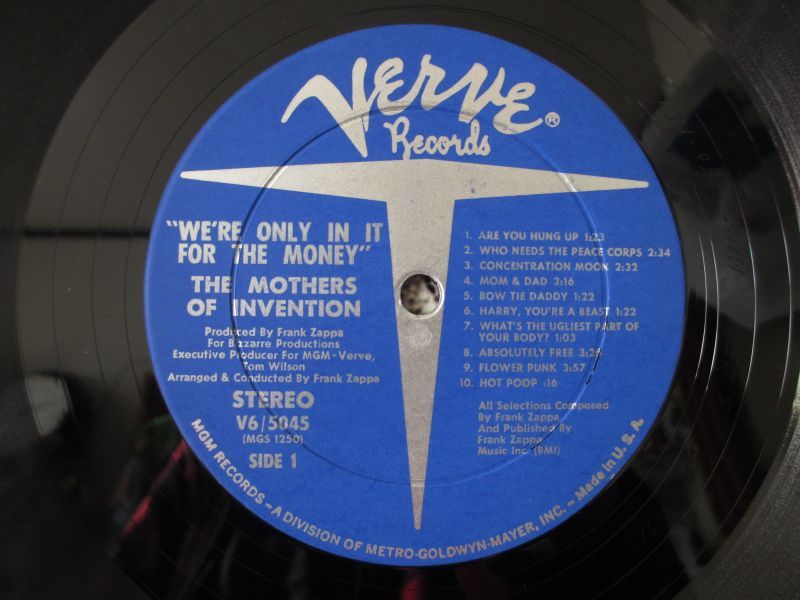 VERVE ®
Records
"WE'RE ONLY IN IT
FOR THE MONEY"
THE MOTHERS
OF INVENTION
Produced By Frank Zappa
For Bizarre Productions
Executive Producer For MGM-Verve,
Tom Wilson
Arranged & Conducted By Frank Zappa
STEREO
V6/5045
(MGS 1250)
SIDE 1
1. ARE YOU HUNG UP 1:23
2. WHO NEEDS THE PEACE CORPS 2:34
3. CONCENTRATION MOON 2:32
4. MOM & DAD 2:16
5. BOW TIE DADDY 1:22
6. HARRY, YOU'RE A BEAST 1:22
7. WHAT'S THE UGLIEST PART OF
YOUR BODY? 1:03
8. ABSOLUTELY FREE 3:26
9. FLOWER PUNK 3:57
10. HOT POOP :16
All Selections Composed
By Frank Zappa
And Published By
Frank Zappa
Music Inc. (BMI)
MGM RECORDS – A DIVISION OF METRO-GOLDWYN-MAYER, INC. – Made in U.S.A.